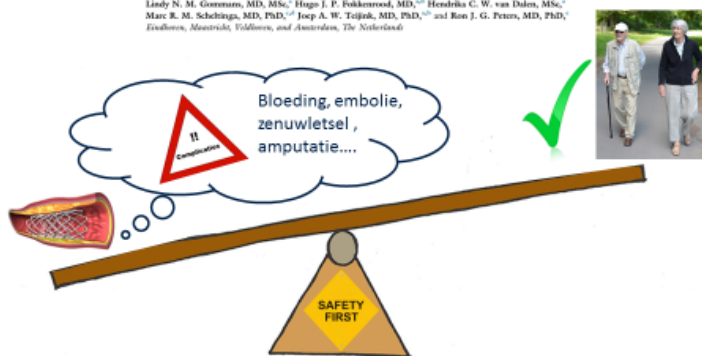 Lindy N. M. Gommans, MD, MSc,ᵃ Hugo J. P. Fokkenrood, MD,ᵃ,ᵇ Hendrika C. W. van Dalen, MSc,ᵃ
Marc R. M. Scheltinga, MD, PhD,ᶜ,ᵈ Joep A. W. Teijink, MD, PhD,ᵃ,ᵇ and Ron J. G. Peters, MD, PhD,ᵉ
Eindhoven, Maastricht, Veldhoven, and Amsterdam, The Netherlands
Bloeding, embolie,
zenuwletsel ,
amputatie....
!!
Complicaties
SAFETY
FIRST